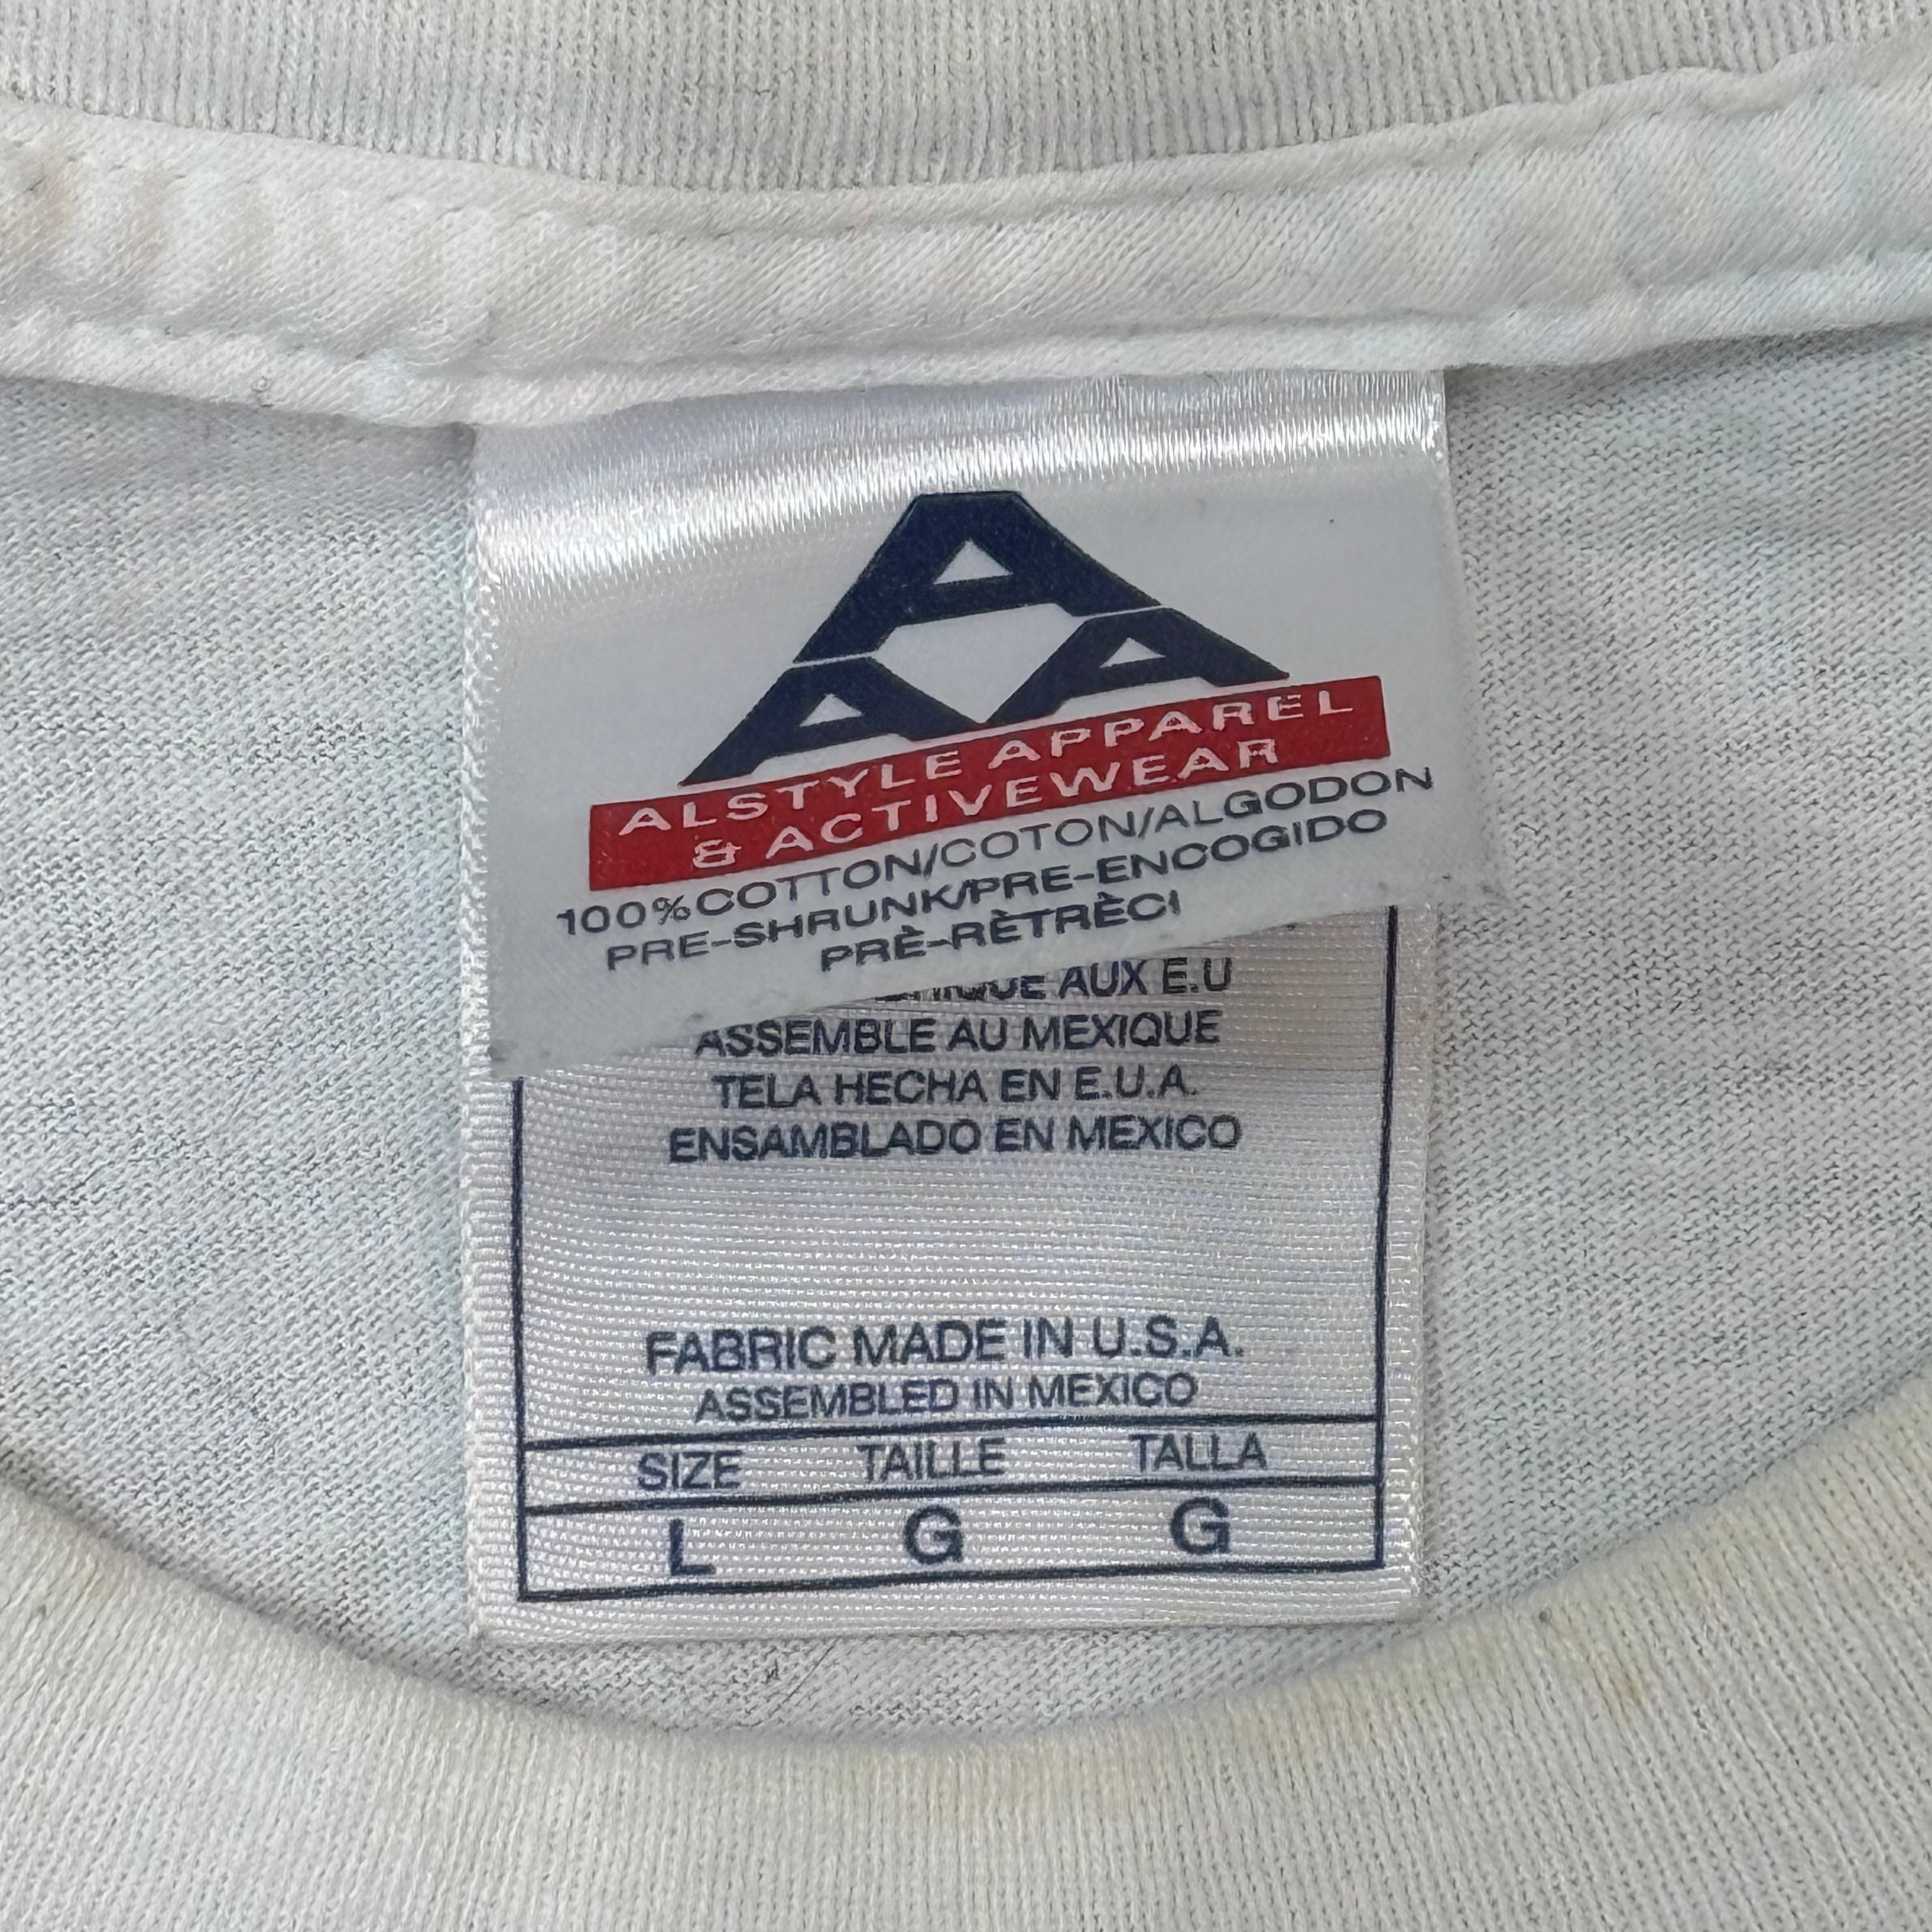 A
A A
ALSTYLE APPAREL
& ACTIVEWEAR
100%COTTON/COTON/ALGODON
PRE-SHRUNK/PRE-ENCOGIDO
PRÈ-RÈTRÈCI
AUX E.U
ASSEMBLE AU MEXIQUE
TELA HECHA EN E.U.A.
ENSAMBLADO EN MEXICO
FABRIC MADE IN U.S.A.
ASSEMBLED IN MEXICO
SIZE TAILLE TALLA
L G G